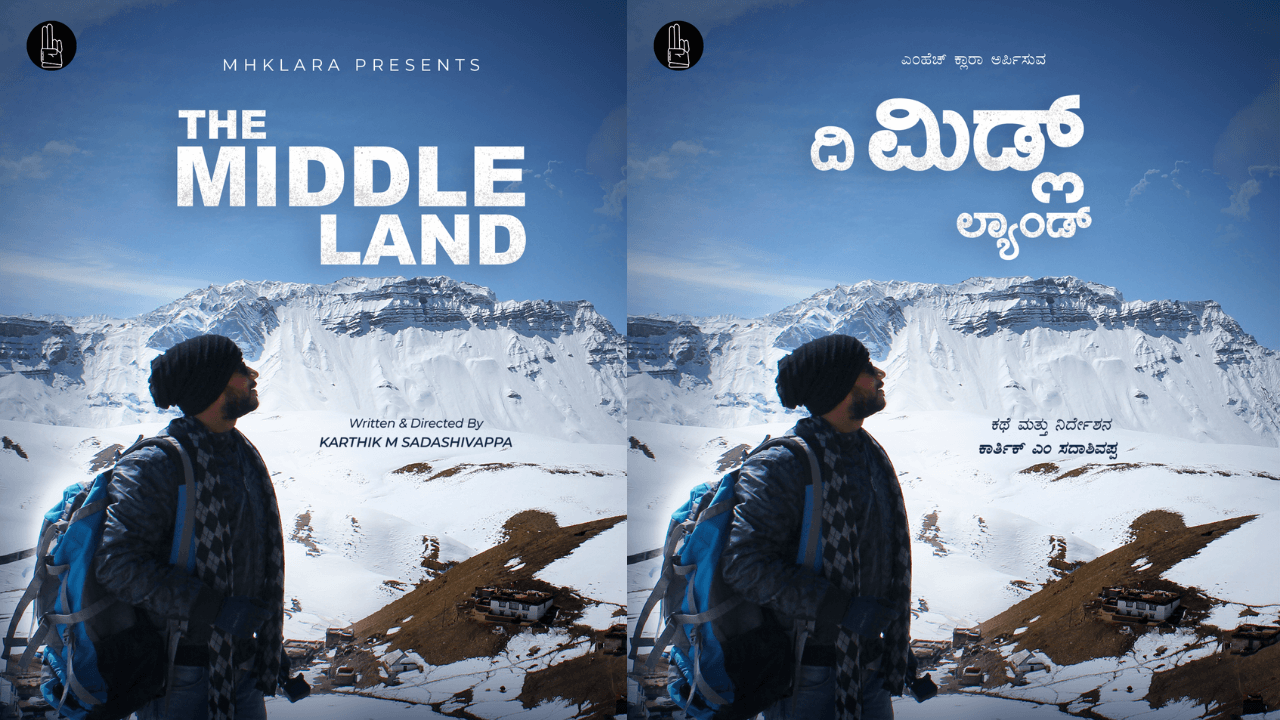 MHKLARA PRESENTS
THE
MIDDLE
LAND
Written & Directed By
KARTHIK M SADASHIVAPPA
ಎಂಹೆಚ್ ಕ್ಲಾರಾ ಅರ್ಪಿಸುವ
ದಿ ಮಿಡ್ಲ್
ಲ್ಯಾಂಡ್
ಕಥೆ ಮತ್ತು ನಿರ್ದೇಶನ
ಕಾರ್ತಿಕ್ ಎಂ ಸದಾಶಿವಪ್ಪ